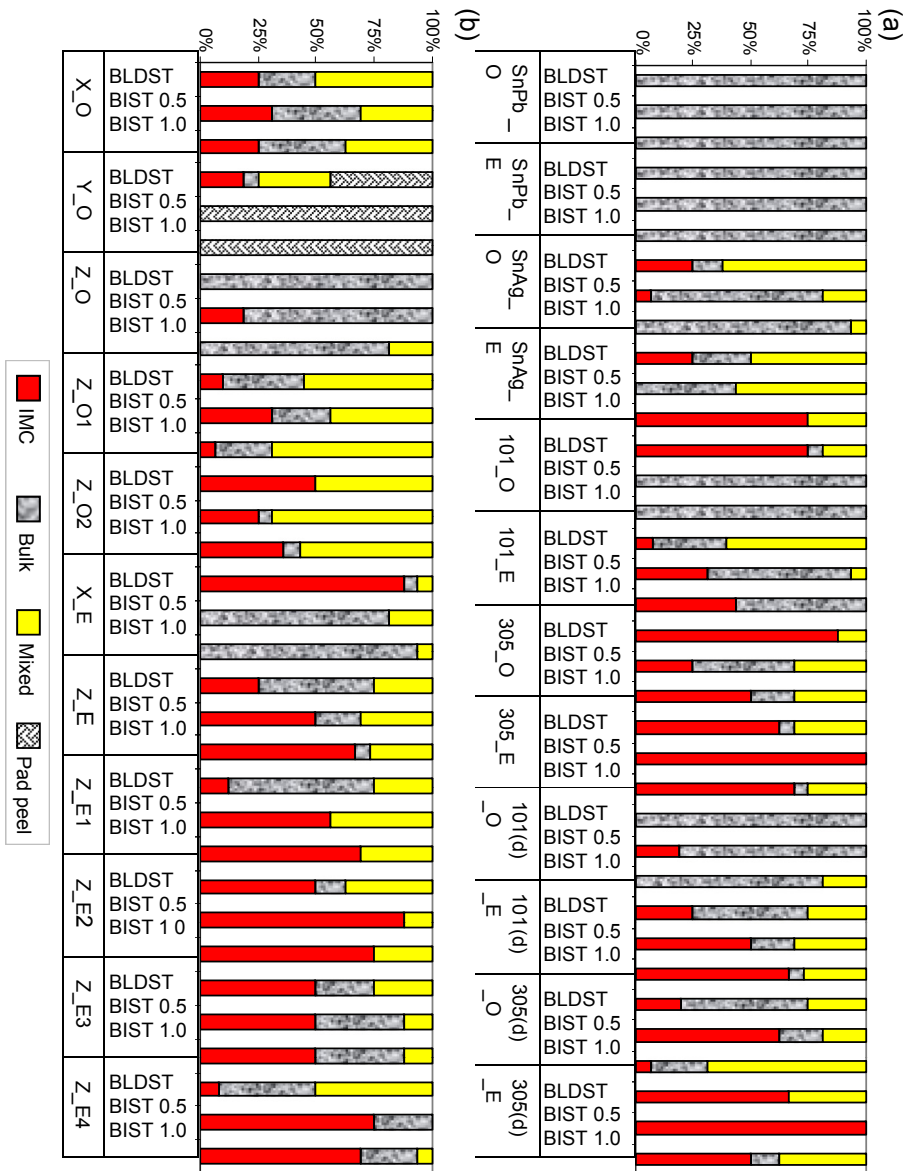 (a)
100%
75%
50%
25%
0%
BLDST
BIST 0.5
BIST 1.0
SnPb_
O
BLDST
BIST 0.5
BIST 1.0
SnPb_
E
BLDST
BIST 0.5
BIST 1.0
SnAg_
O
BLDST
BIST 0.5
BIST 1.0
SnAg_
E
BLDST
BIST 0.5
BIST 1.0
101_O
BLDST
BIST 0.5
BIST 1.0
101_E
BLDST
BIST 0.5
BIST 1.0
305_O
BLDST
BIST 0.5
BIST 1.0
305_E
BLDST
BIST 0.5
BIST 1.0
101(d)
_O
BLDST
BIST 0.5
BIST 1.0
101(d)
_E
BLDST
BIST 0.5
BIST 1.0
305(d)
_O
BLDST
BIST 0.5
BIST 1.0
305(d)
_E
(b)
100%
75%
50%
25%
0%
BLDST
BIST 0.5
BIST 1.0
X_O
BLDST
BIST 0.5
BIST 1.0
Y_O
BLDST
BIST 0.5
BIST 1.0
Z_O
BLDST
BIST 0.5
BIST 1.0
Z_O1
BLDST
BIST 0.5
BIST 1.0
Z_O2
BLDST
BIST 0.5
BIST 1.0
X_E
BLDST
BIST 0.5
BIST 1.0
Z_E
BLDST
BIST 0.5
BIST 1.0
Z_E1
BLDST
BIST 0.5
BIST 1 0
Z_E2
BLDST
BIST 0.5
BIST 1.0
Z_E3
BLDST
BIST 0.5
BIST 1.0
Z_E4
IMC
Bulk
Mixed
Pad peel